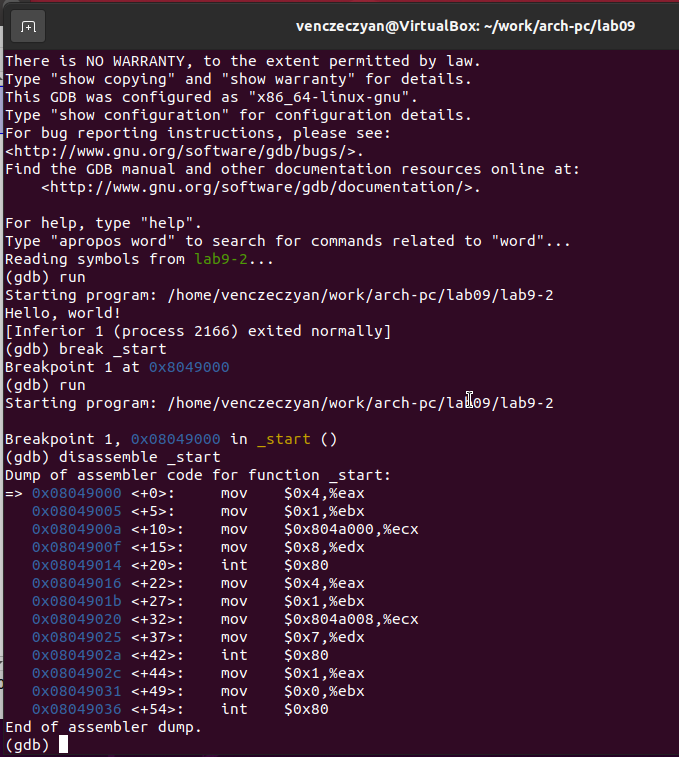 venczeczyan@VirtualBox: ~/work/arch-pc/lab09
There is NO WARRANTY, to the extent permitted by law.
Type "show copying" and "show warranty" for details.
This GDB was configured as "x86_64-linux-gnu".
Type "show configuration" for configuration details.
For bug reporting instructions, please see:
<http://www.gnu.org/software/gdb/bugs/>.
Find the GDB manual and other documentation resources online at:
    <http://www.gnu.org/software/gdb/documentation/>.

For help, type "help".
Type "apropos word" to search for commands related to "word"...
Reading symbols from lab9-2...
(gdb) run
Starting program: /home/venczeczyan/work/arch-pc/lab09/lab9-2
Hello, world!
[Inferior 1 (process 2166) exited normally]
(gdb) break _start
Breakpoint 1 at 0x8049000
(gdb) run
Starting program: /home/venczeczyan/work/arch-pc/lab09/lab9-2

Breakpoint 1, 0x08049000 in _start ()
(gdb) disassemble _start
Dump of assembler code for function _start:
=> 0x08049000 <+0>:     mov    $0x4,%eax
   0x08049005 <+5>:     mov    $0x1,%ebx
   0x0804900a <+10>:    mov    $0x804a000,%ecx
   0x0804900f <+15>:    mov    $0x8,%edx
   0x08049014 <+20>:    int    $0x80
   0x08049016 <+22>:    mov    $0x4,%eax
   0x0804901b <+27>:    mov    $0x1,%ebx
   0x08049020 <+32>:    mov    $0x804a008,%ecx
   0x08049025 <+37>:    mov    $0x7,%edx
   0x0804902a <+42>:    int    $0x80
   0x0804902c <+44>:    mov    $0x1,%eax
   0x08049031 <+49>:    mov    $0x0,%ebx
   0x08049036 <+54>:    int    $0x80
End of assembler dump.
(gdb)